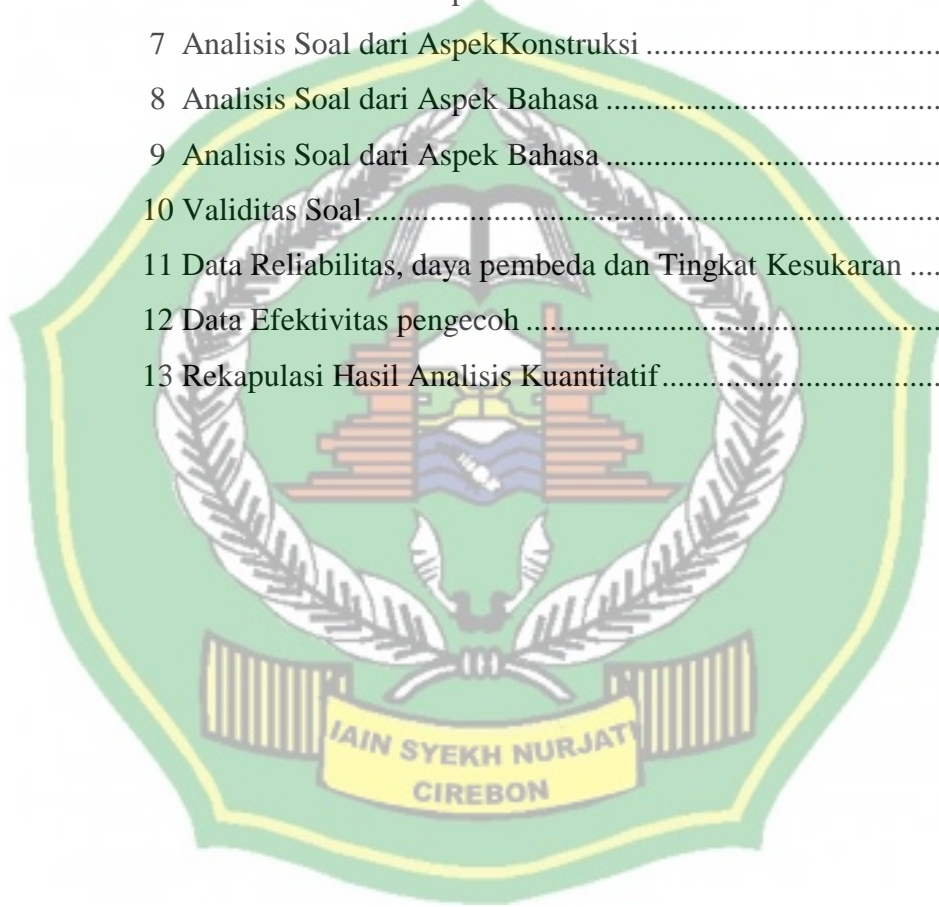 7 Analisis Soal dari AspekKonstruksi ....................................
8 Analisis Soal dari Aspek Bahasa ..........................................
9 Analisis Soal dari Aspek Bahasa ..........................................
10 Validitas Soal........................................................................
11 Data Reliabilitas, daya pembeda dan Tingkat Kesukaran ....
12 Data Efektivitas pengecoh ....................................................
13 Rekapulasi Hasil Analisis Kuantitatif...................................
IAIN SYEKH NURJATI
CIREBON